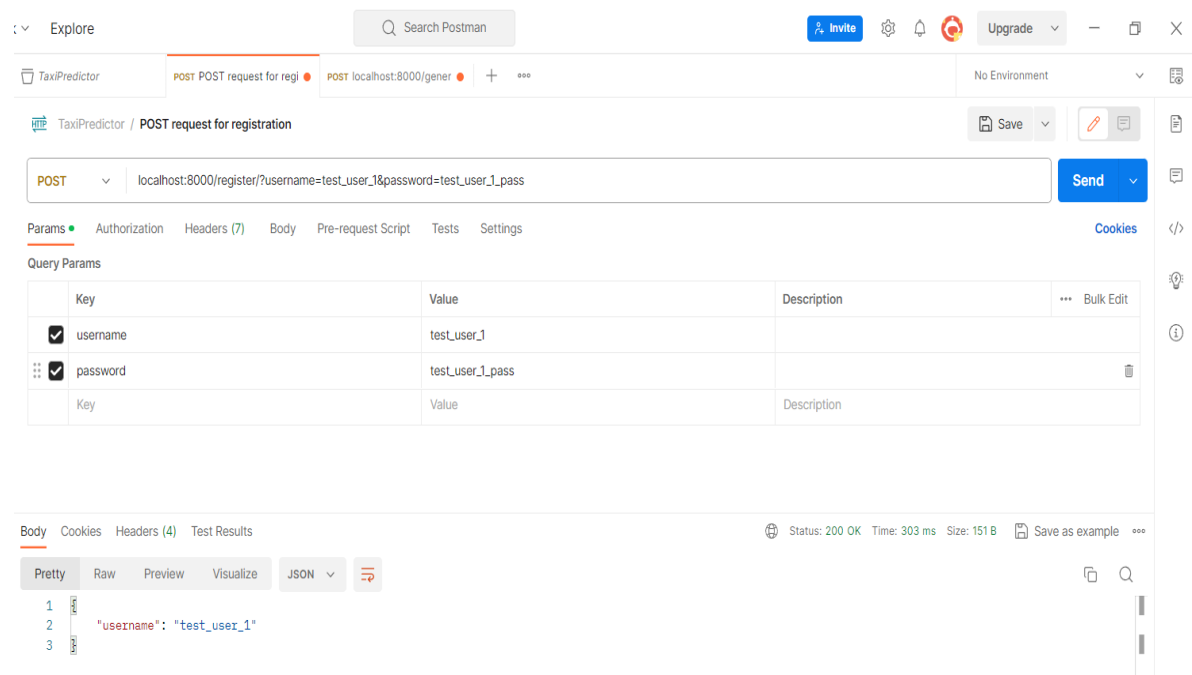 Explore
Search Postman
Invite
Upgrade
TaxiPredictor
POST POST request for regi
POST localhost:8000/gener
No Environment
HTTP TaxiPredictor / POST request for registration
Save
POST
localhost:8000/register/?username=test_user_1&password=test_user_1_pass
Send
Params Authorization Headers (7) Body Pre-request Script Tests Settings
Cookies
Query Params
Key Value Description Bulk Edit
username test_user_1
password test_user_1_pass
Key Value Description
Body Cookies Headers (4) Test Results
Status: 200 OK Time: 303 ms Size: 151 B Save as example
Pretty Raw Preview Visualize JSON
1 {
2 "username": "test_user_1"
3 }